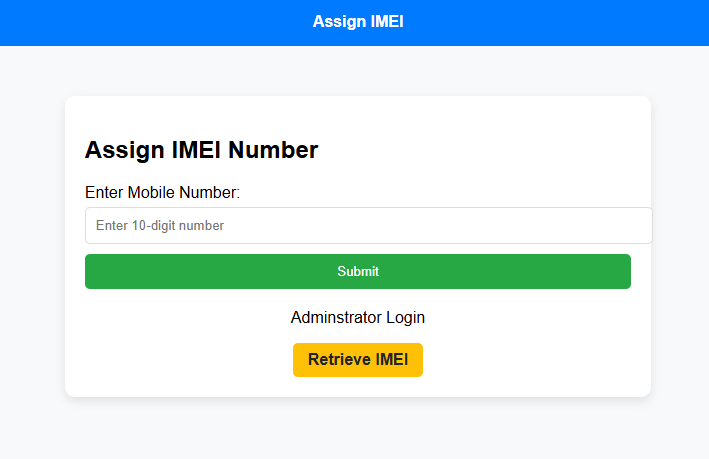 Assign IMEI
Assign IMEI Number
Enter Mobile Number:
Enter 10-digit number
Submit
Adminstrator Login
Retrieve IMEI